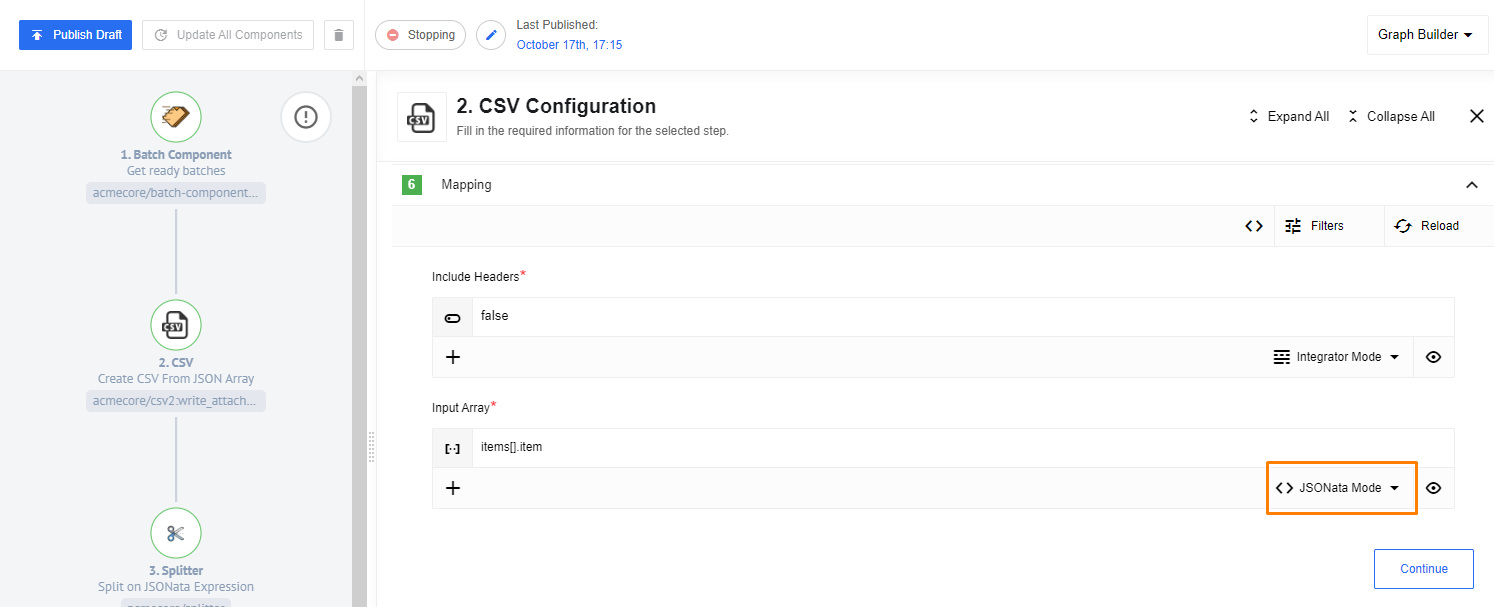 Publish Draft
Update All Components
Stopping
Last Published:
October 17th, 17:15
Graph Builder
1. Batch Component
Get ready batches
acmecore/batch-component...
2. CSV
Create CSV From JSON Array
acmecore/csv2:write_attach...
3. Splitter
Split on JSONata Expression
acmecore/splitter
CSV
2. CSV Configuration
Fill in the required information for the selected step.
Expand All
Collapse All
6 Mapping
Filters
Reload
Include Headers*
false
Integrator Mode
Input Array*
items[].item
JSONata Mode
Continue